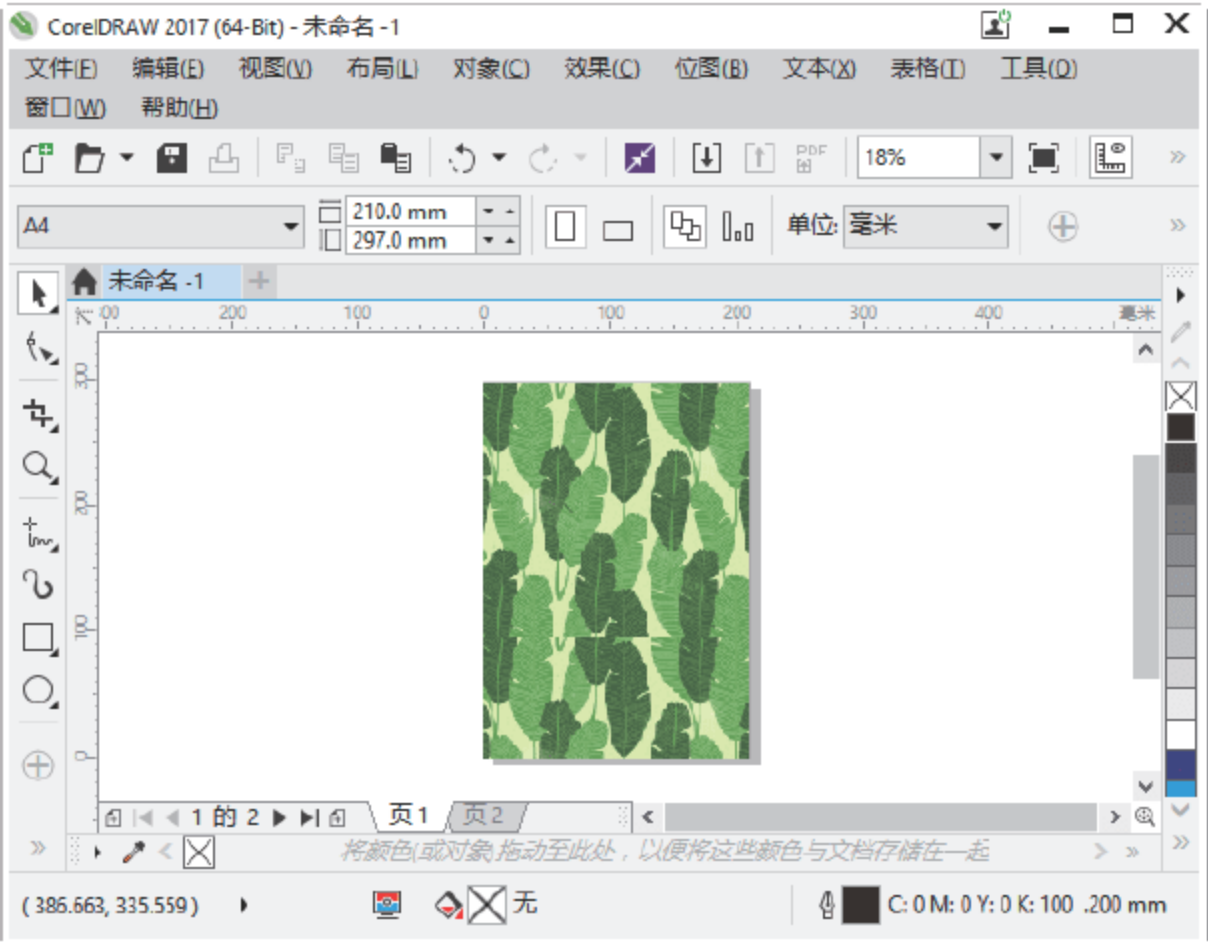 CorelDRAW 2017 (64-Bit) - 未命名 -1
文件(F) 编辑(E) 视图(V) 布局(L) 对象(C) 效果(C) 位图(B) 文本(X) 表格(T) 工具(O)
窗口(W) 帮助(H)
PDF 18%
A4 210.0 mm 单位: 毫米
297.0 mm
未命名 -1
300 200 100 0 100 200 300 400 毫米
300
200
100
0
1 的 2 页 1 页 2
将颜色(或对象)拖动至此处，以便将这些颜色与文档存储在一起
( 386.663, 335.559 ) 无 C: 0 M: 0 Y: 0 K: 100 .200 mm